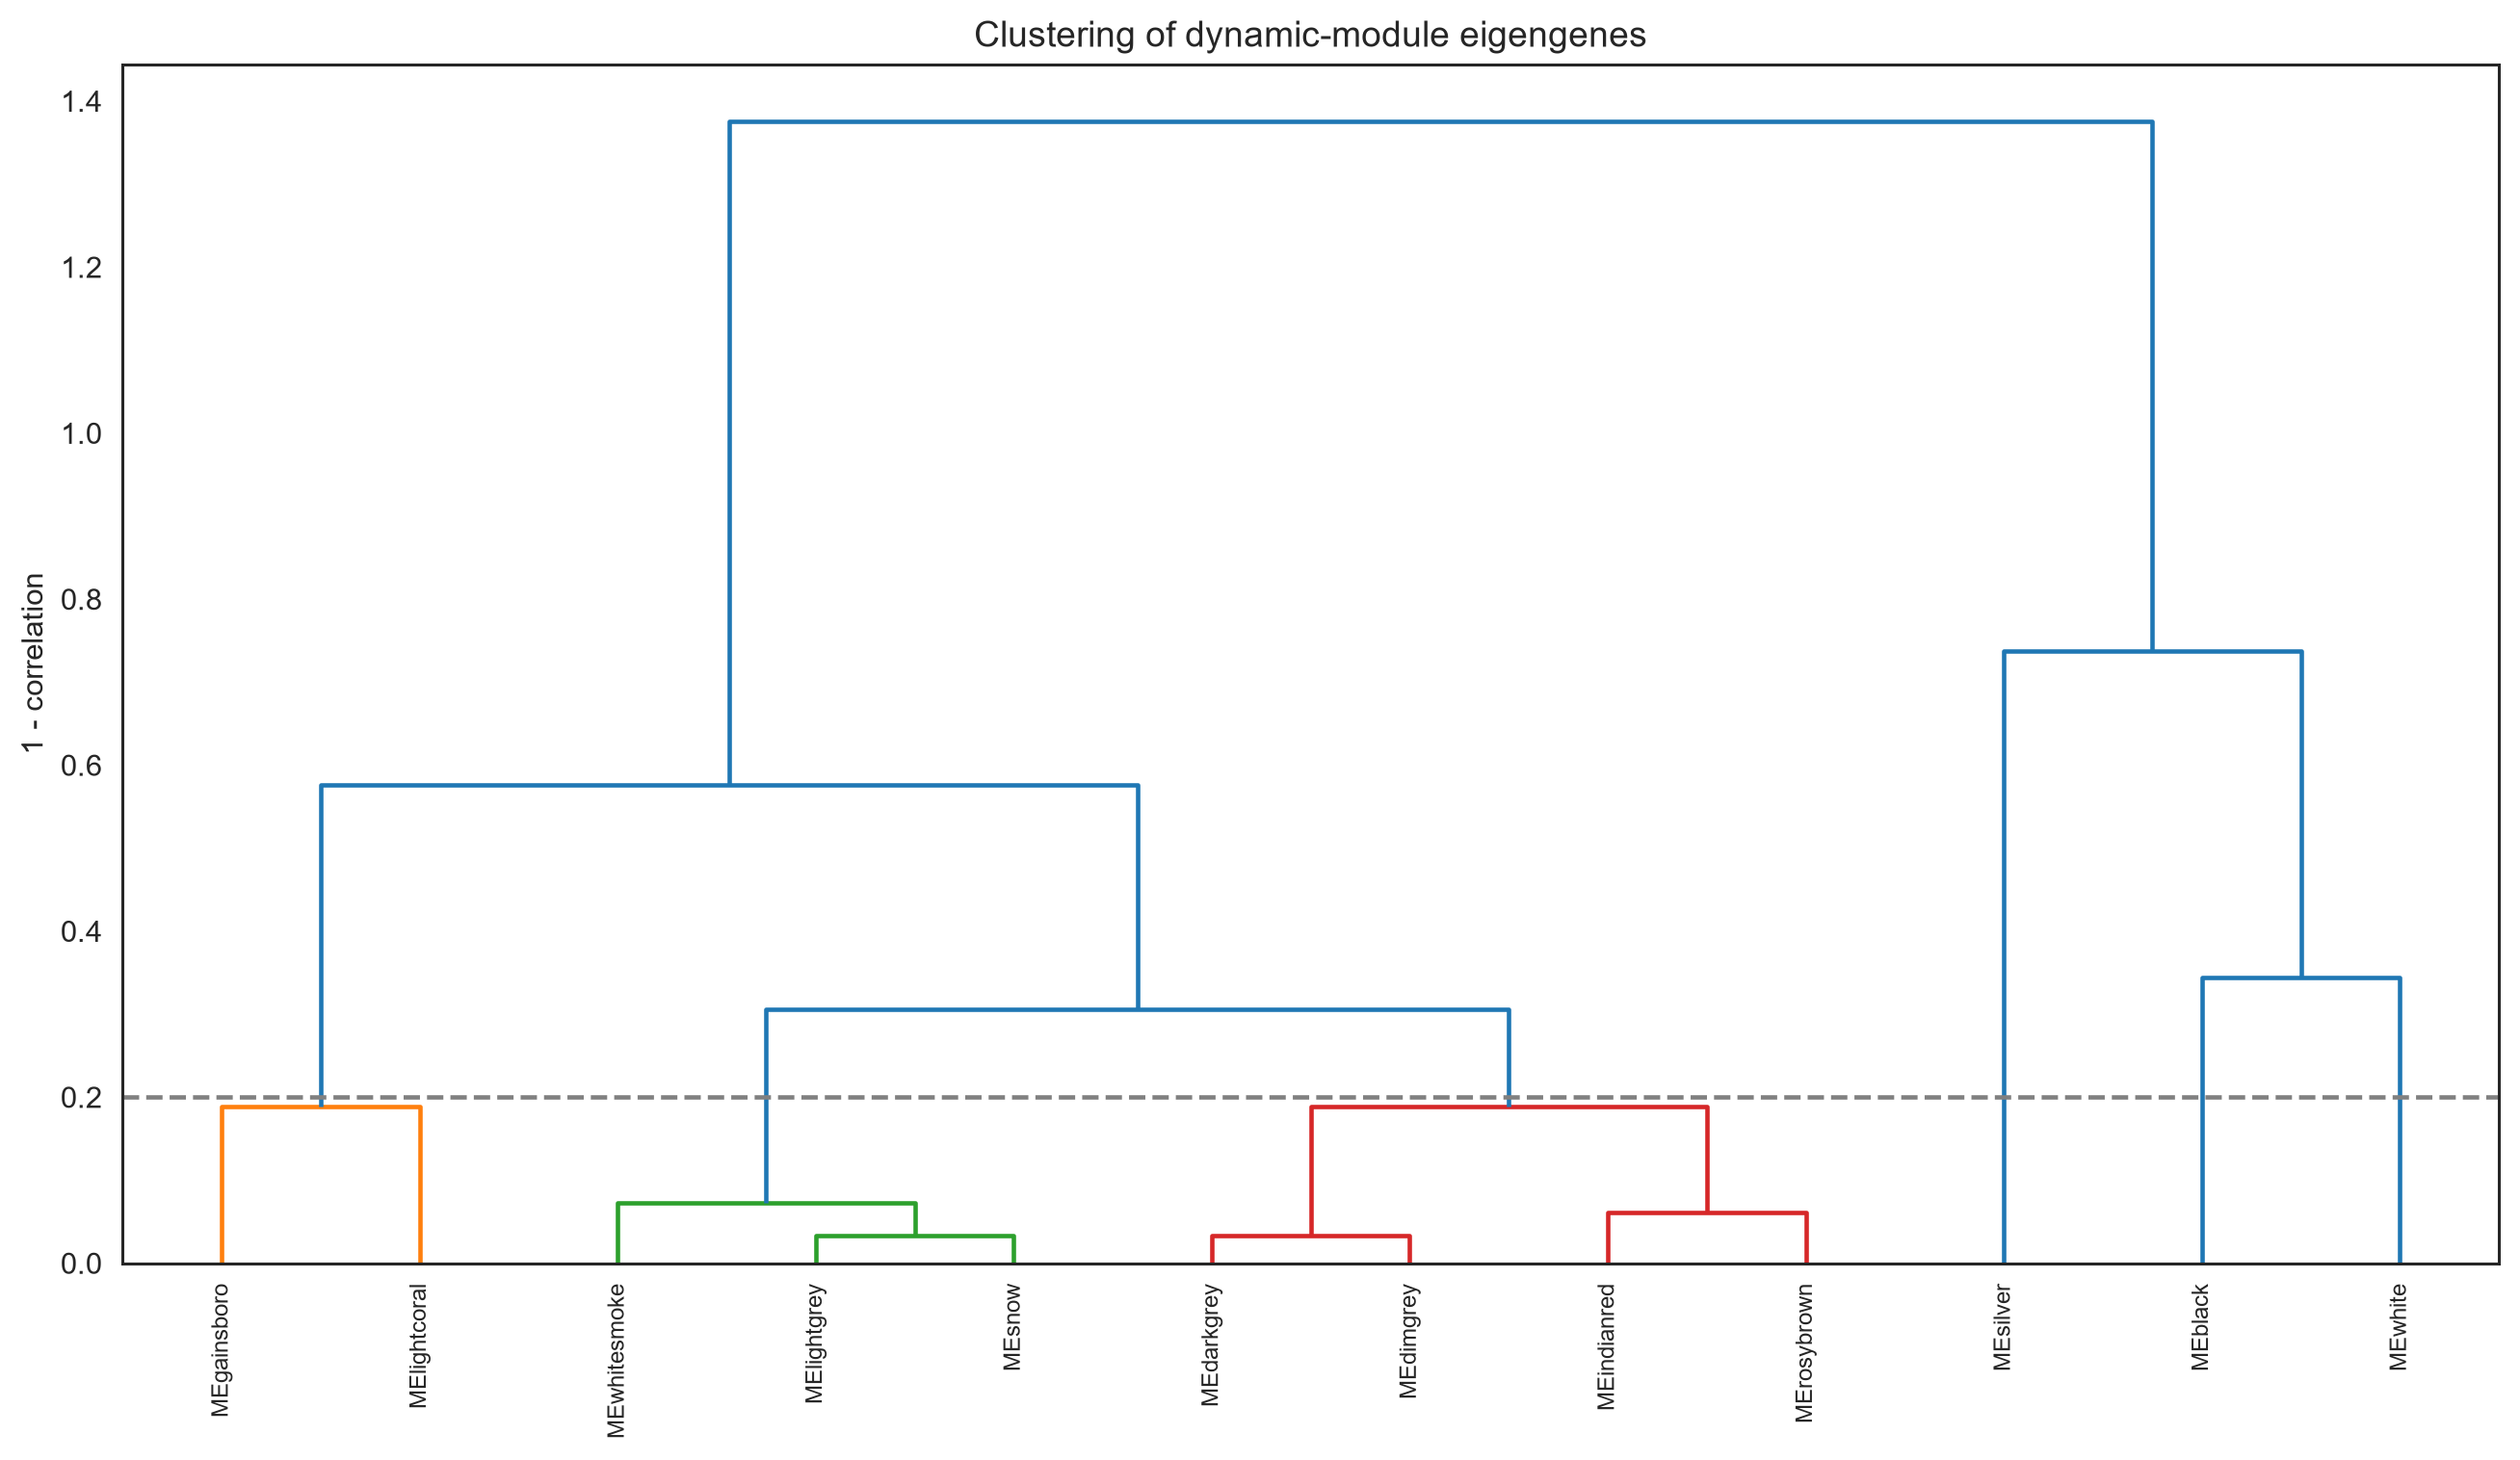 Clustering of dynamic-module eigengenes
1 - correlation
1.4
1.2
1.0
0.8
0.6
0.4
0.2
0.0
MEgainsboro
MElightcoral
MEwhitesmoke
MElightgrey
MEsnow
MEdarkgrey
MEdimgrey
MEindianred
MErosybrown
MEsilver
MEblack
MEwhite